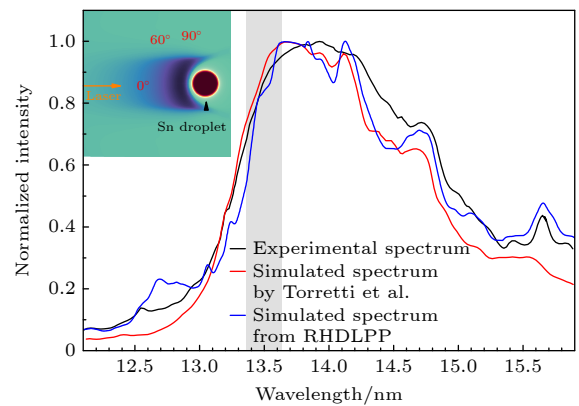 Normalized intensity
1.0
0.8
0.6
0.4
0.2
0
60°
90°
0°
Laser
Sn droplet
Experimental spectrum
Simulated spectrum
by Torretti et al.
Simulated spectrum
from RHDLPP
12.5 13.0 13.5 14.0 14.5 15.0 15.5
Wavelength/nm